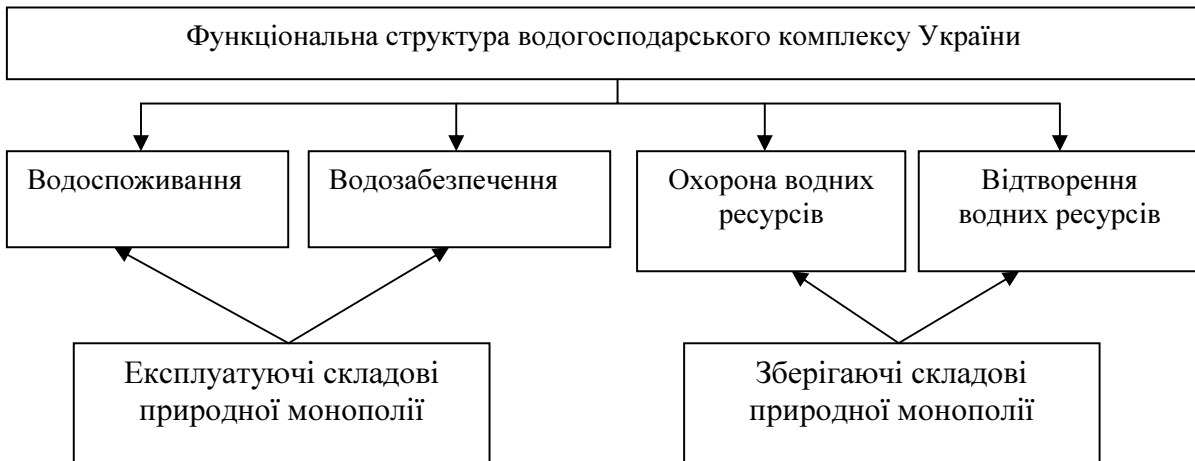 Функціональна структура водогосподарського комплексу України
Водоспоживання
Водозабезпечення
Охорона водних
ресурсів
Відтворення
водних ресурсів
Експлуатуючі складові
природної монополії
Зберігаючі складові
природної монополії